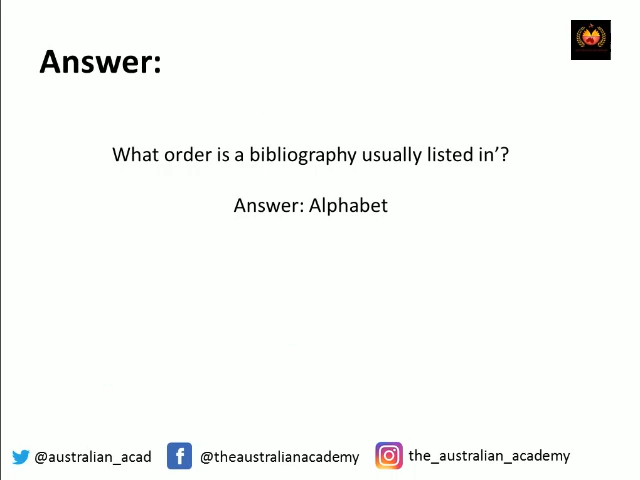 Answer:
What order is a bibliography usually listed in’?
Answer: Alphabet
@australian_acad
@theaustralianacademy
the_australian_academy